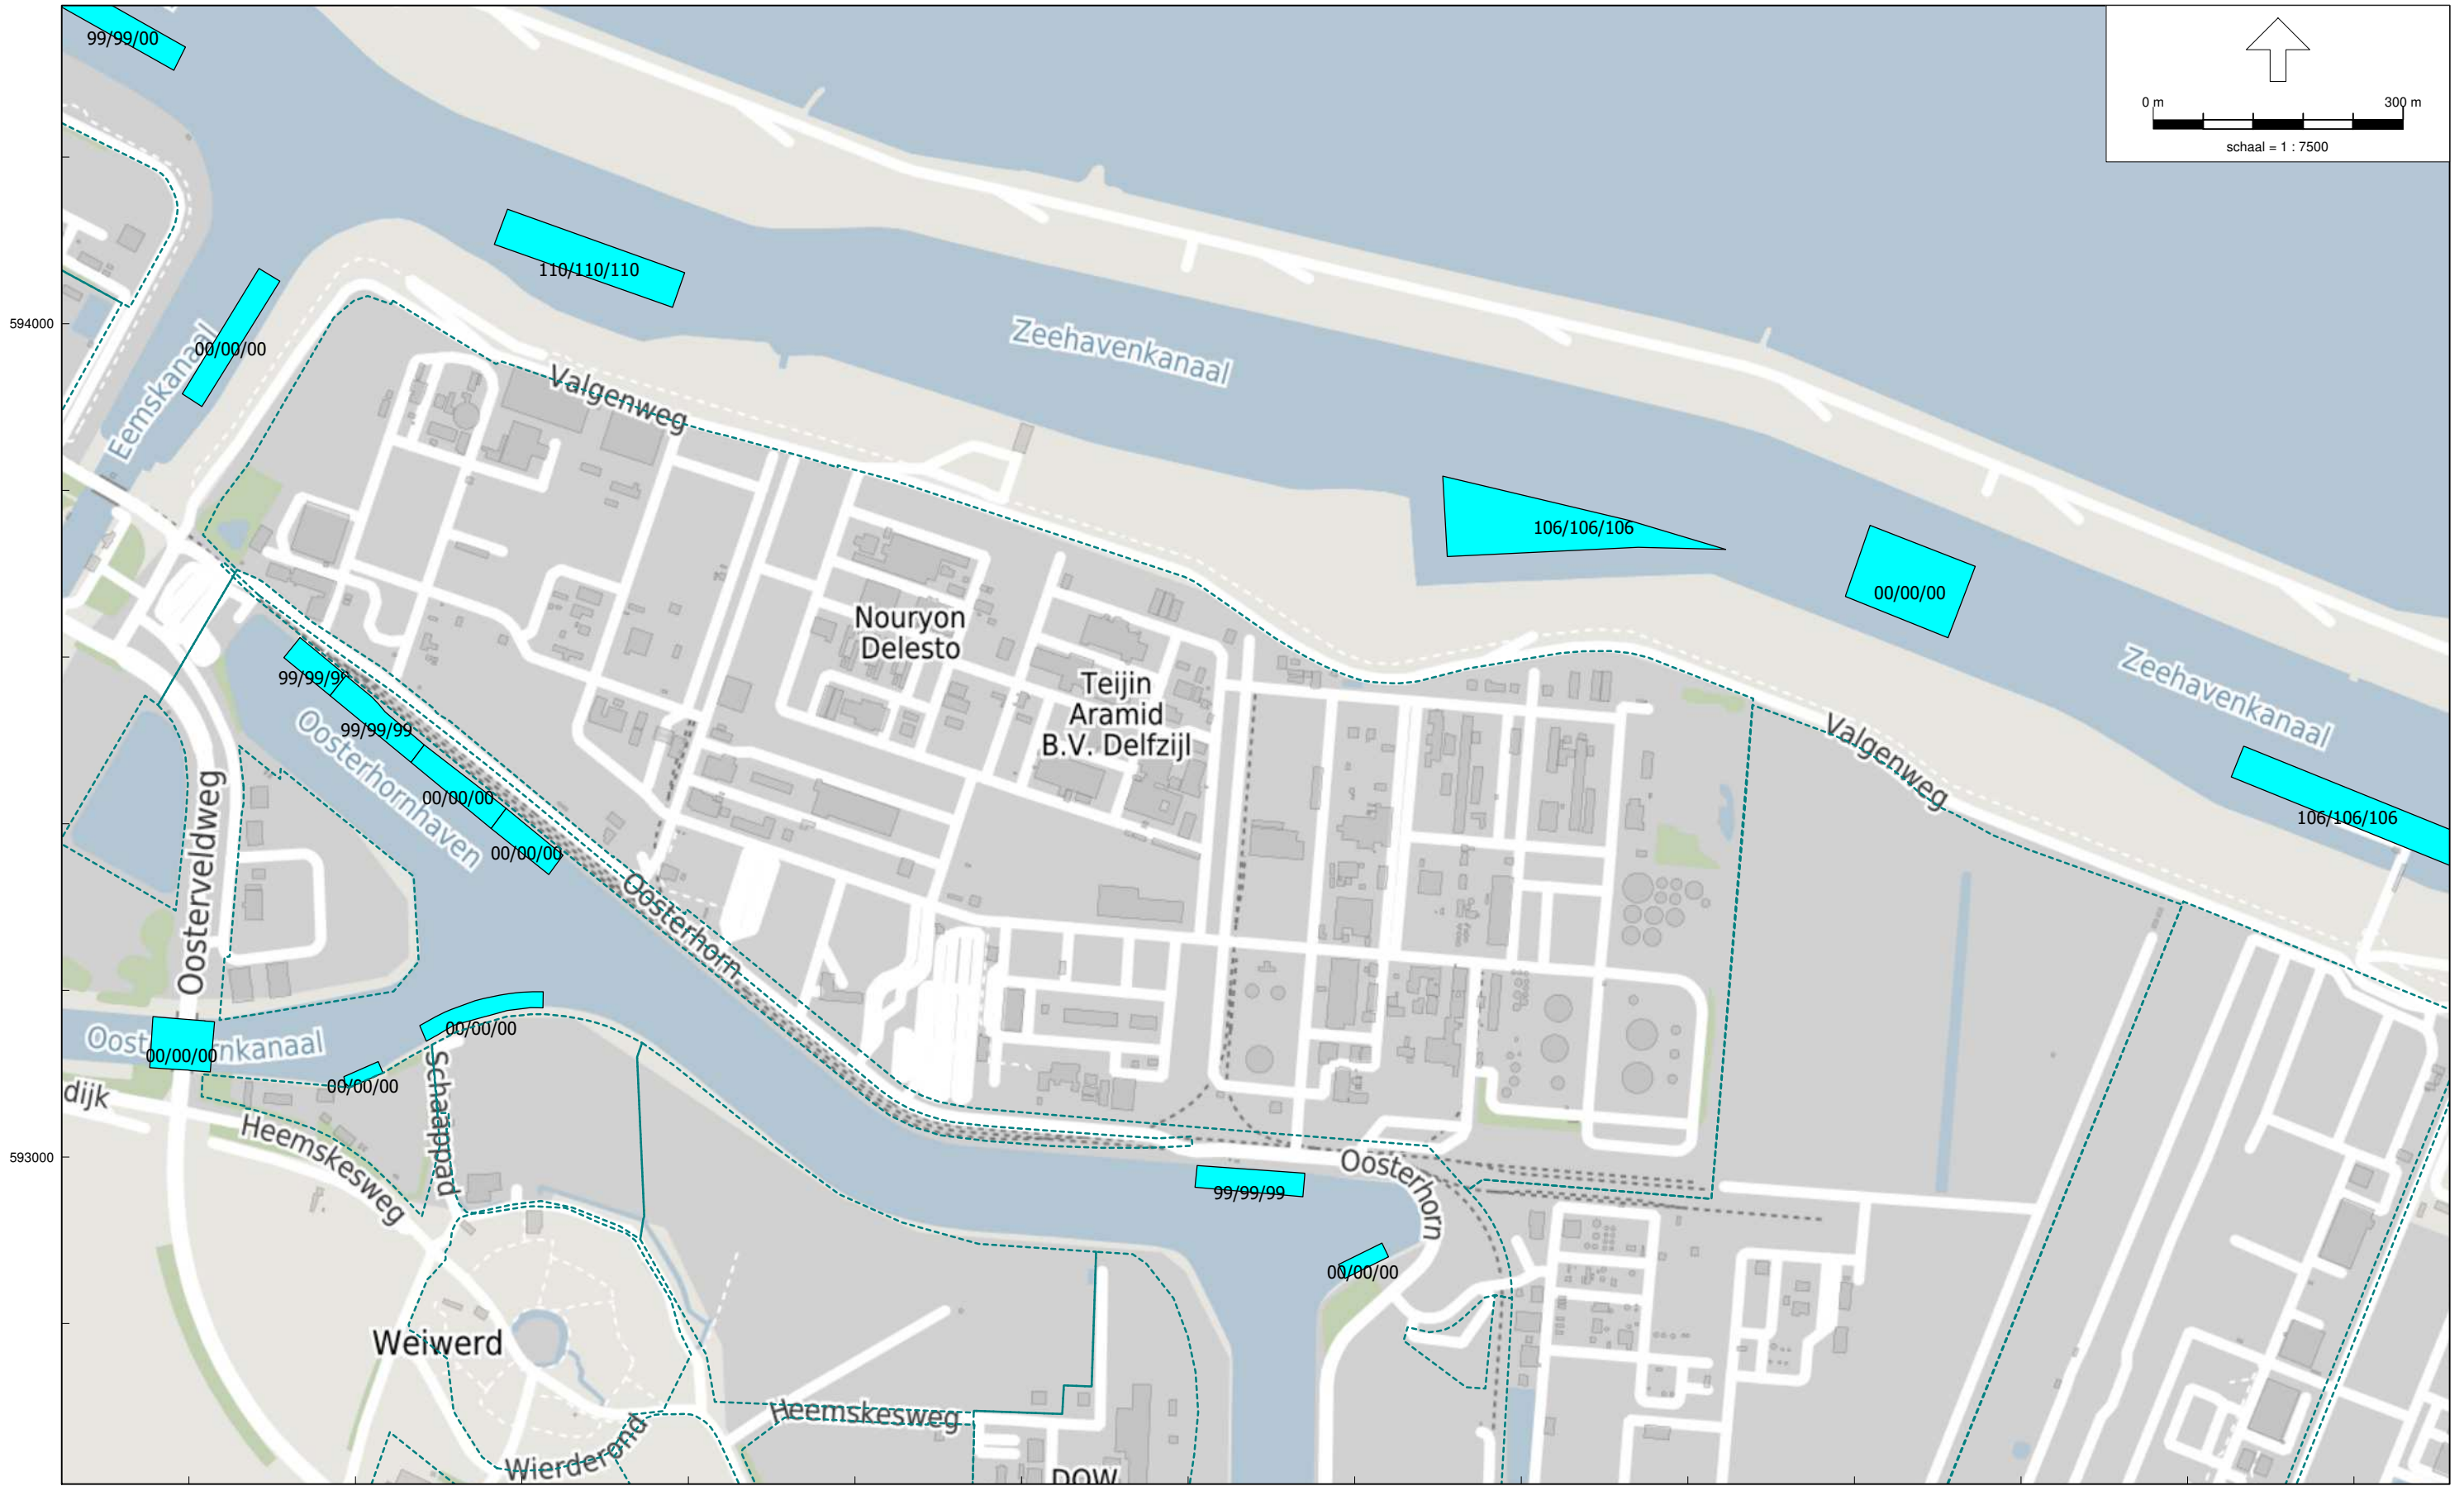 99/99/00
0 m 300 m
schaal = 1 : 7500
110/110/110
594000
Zeehavenkanaal
00/00/00
Eemskanaal
Valgenweg
106/106/106
00/00/00
Nouryon
Delesto
Teijin
Aramid
B.V. Delfzijl
Zeehavenkanaal
99/99/9
99/99/99
Oosterhornhaven
00/00/00
00/00/00
Valgenweg
106/106/106
Oosterveldweg
Oosterhorn
00/00/00
00/00/00
00/00/00
dijk
Heemskesweg
Schaappad
593000
Oosterhorn
99/99/99
00/00/00
Weiwerd
Heemskesweg
Wierderond
DOW